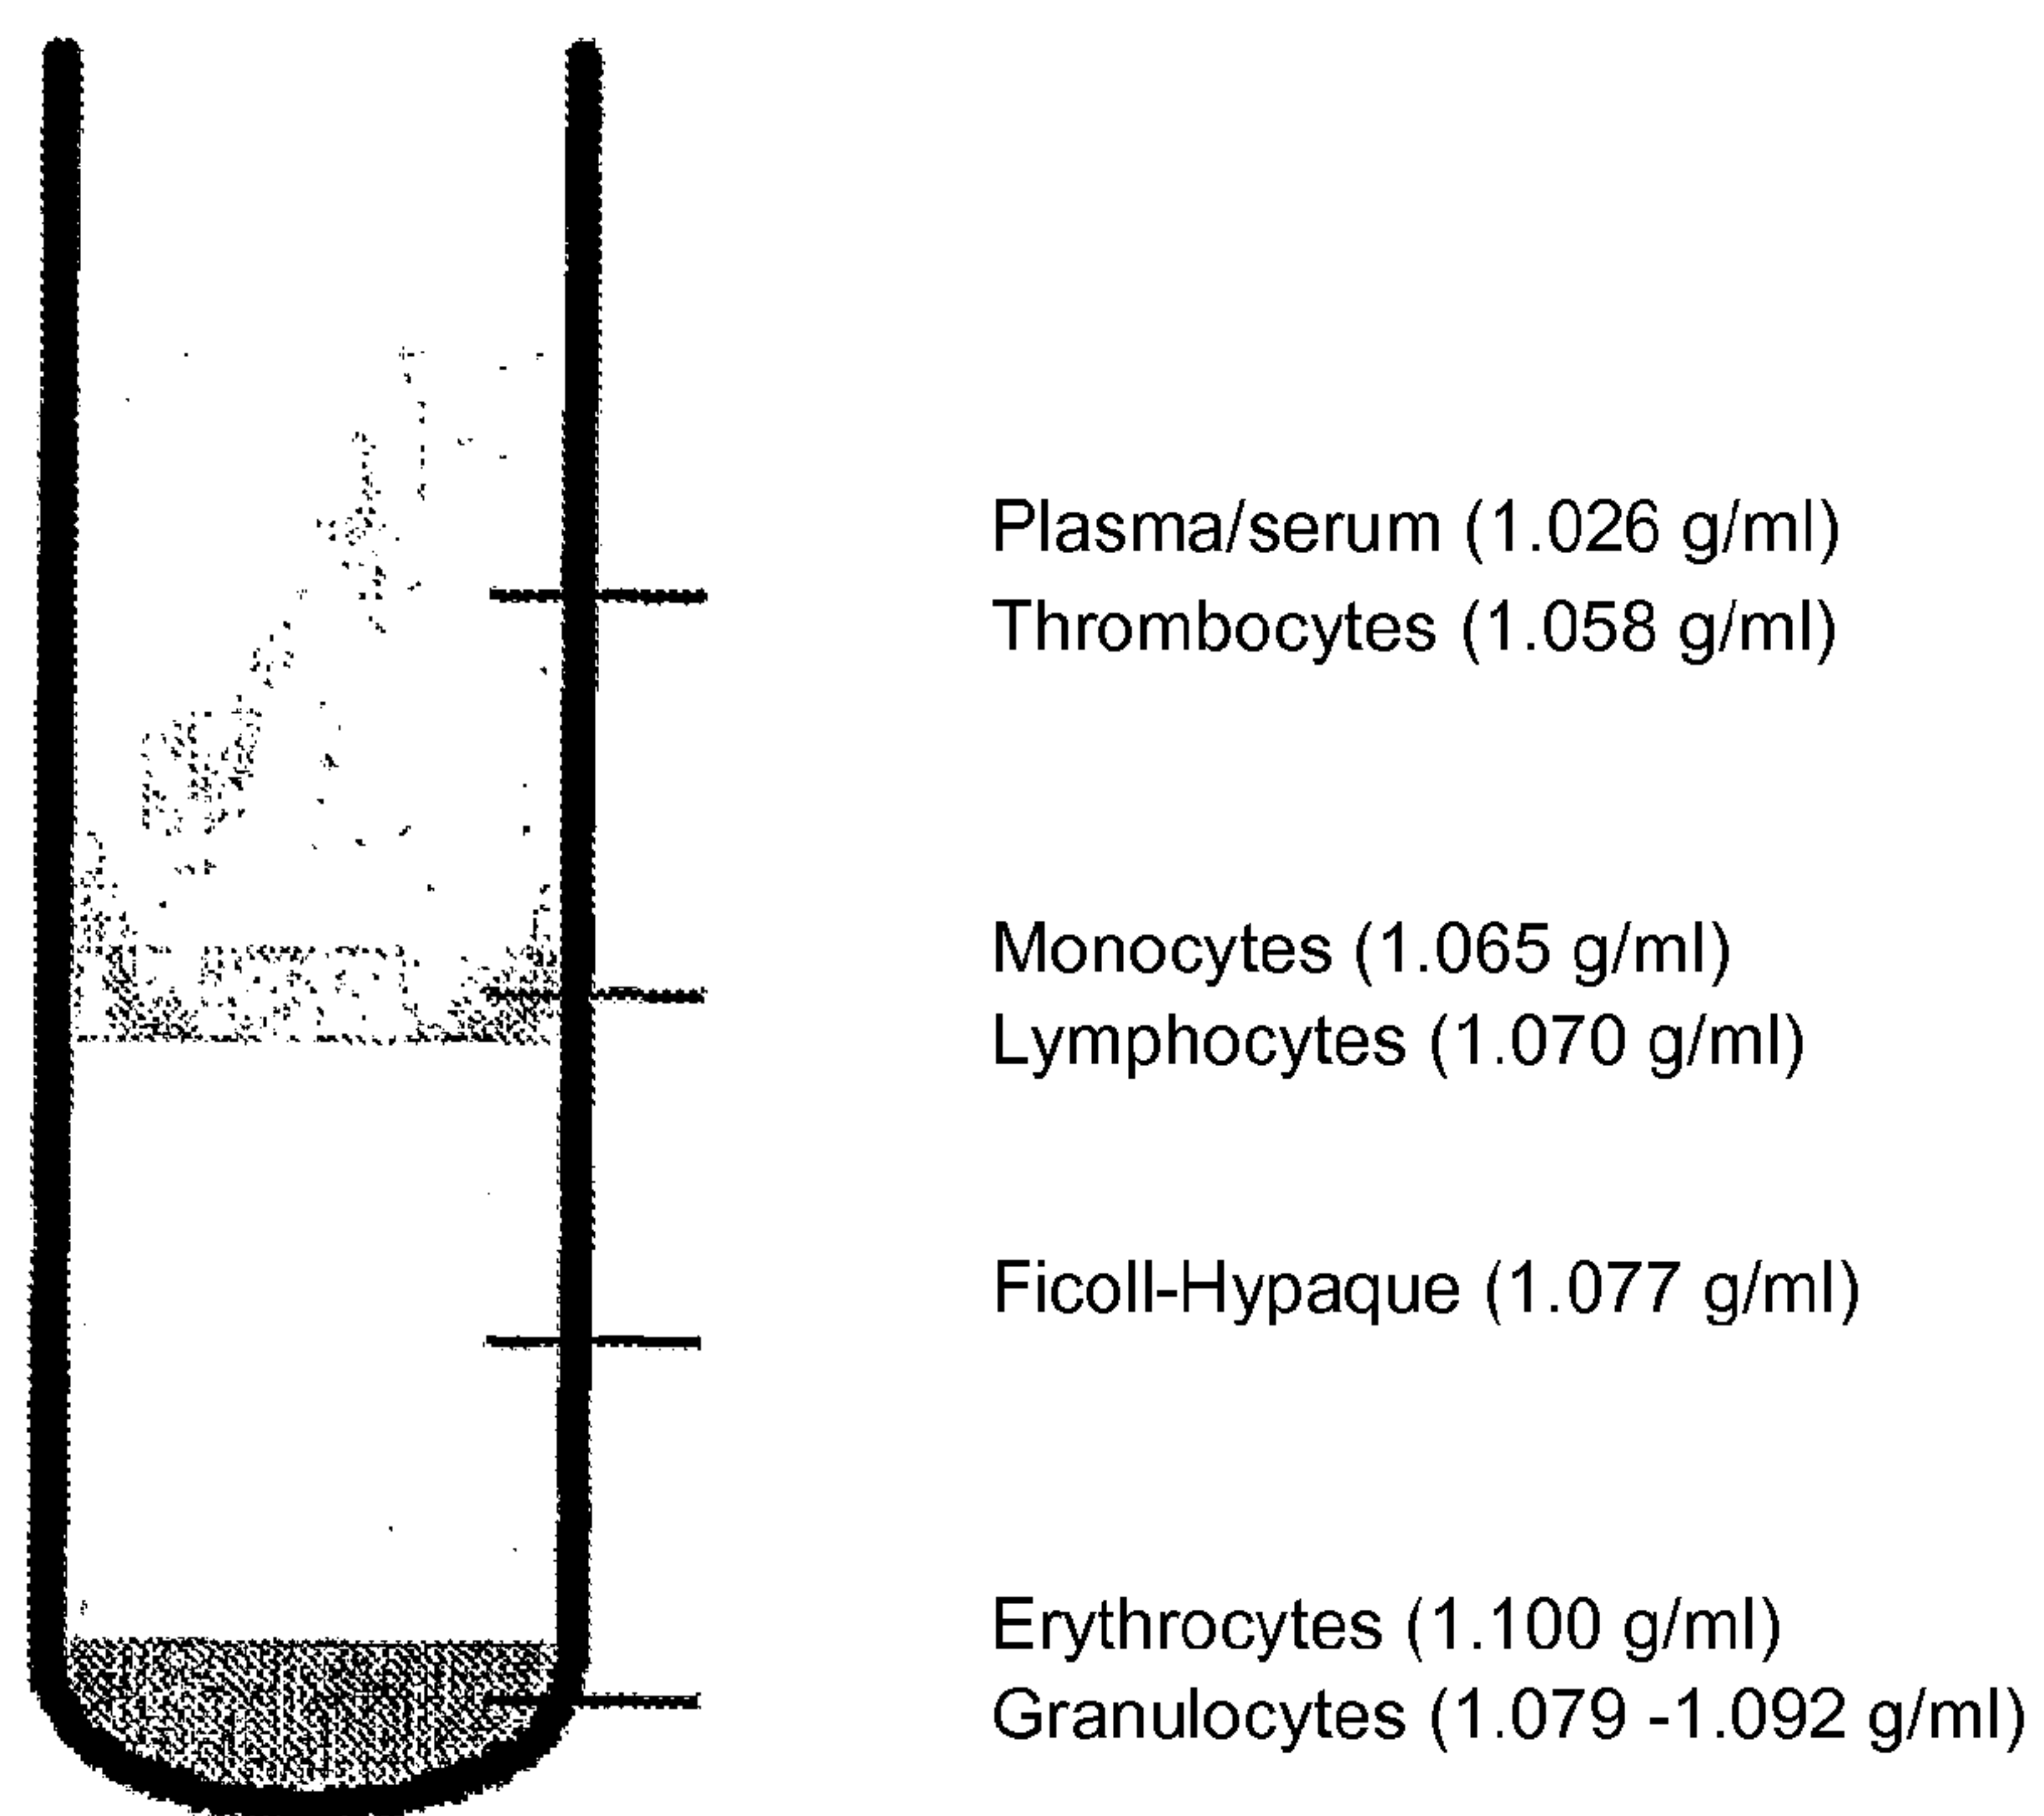 Plasma/serum (1.026 g/ml)
Thrombocytes (1.058 g/ml)
Monocytes (1.065 g/ml)
Lymphocytes (1.070 g/ml)
Ficoll-Hypaque (1.077 g/ml)
Erythrocytes (1.100 g/ml)
Granulocytes (1.079 -1.092 g/ml)